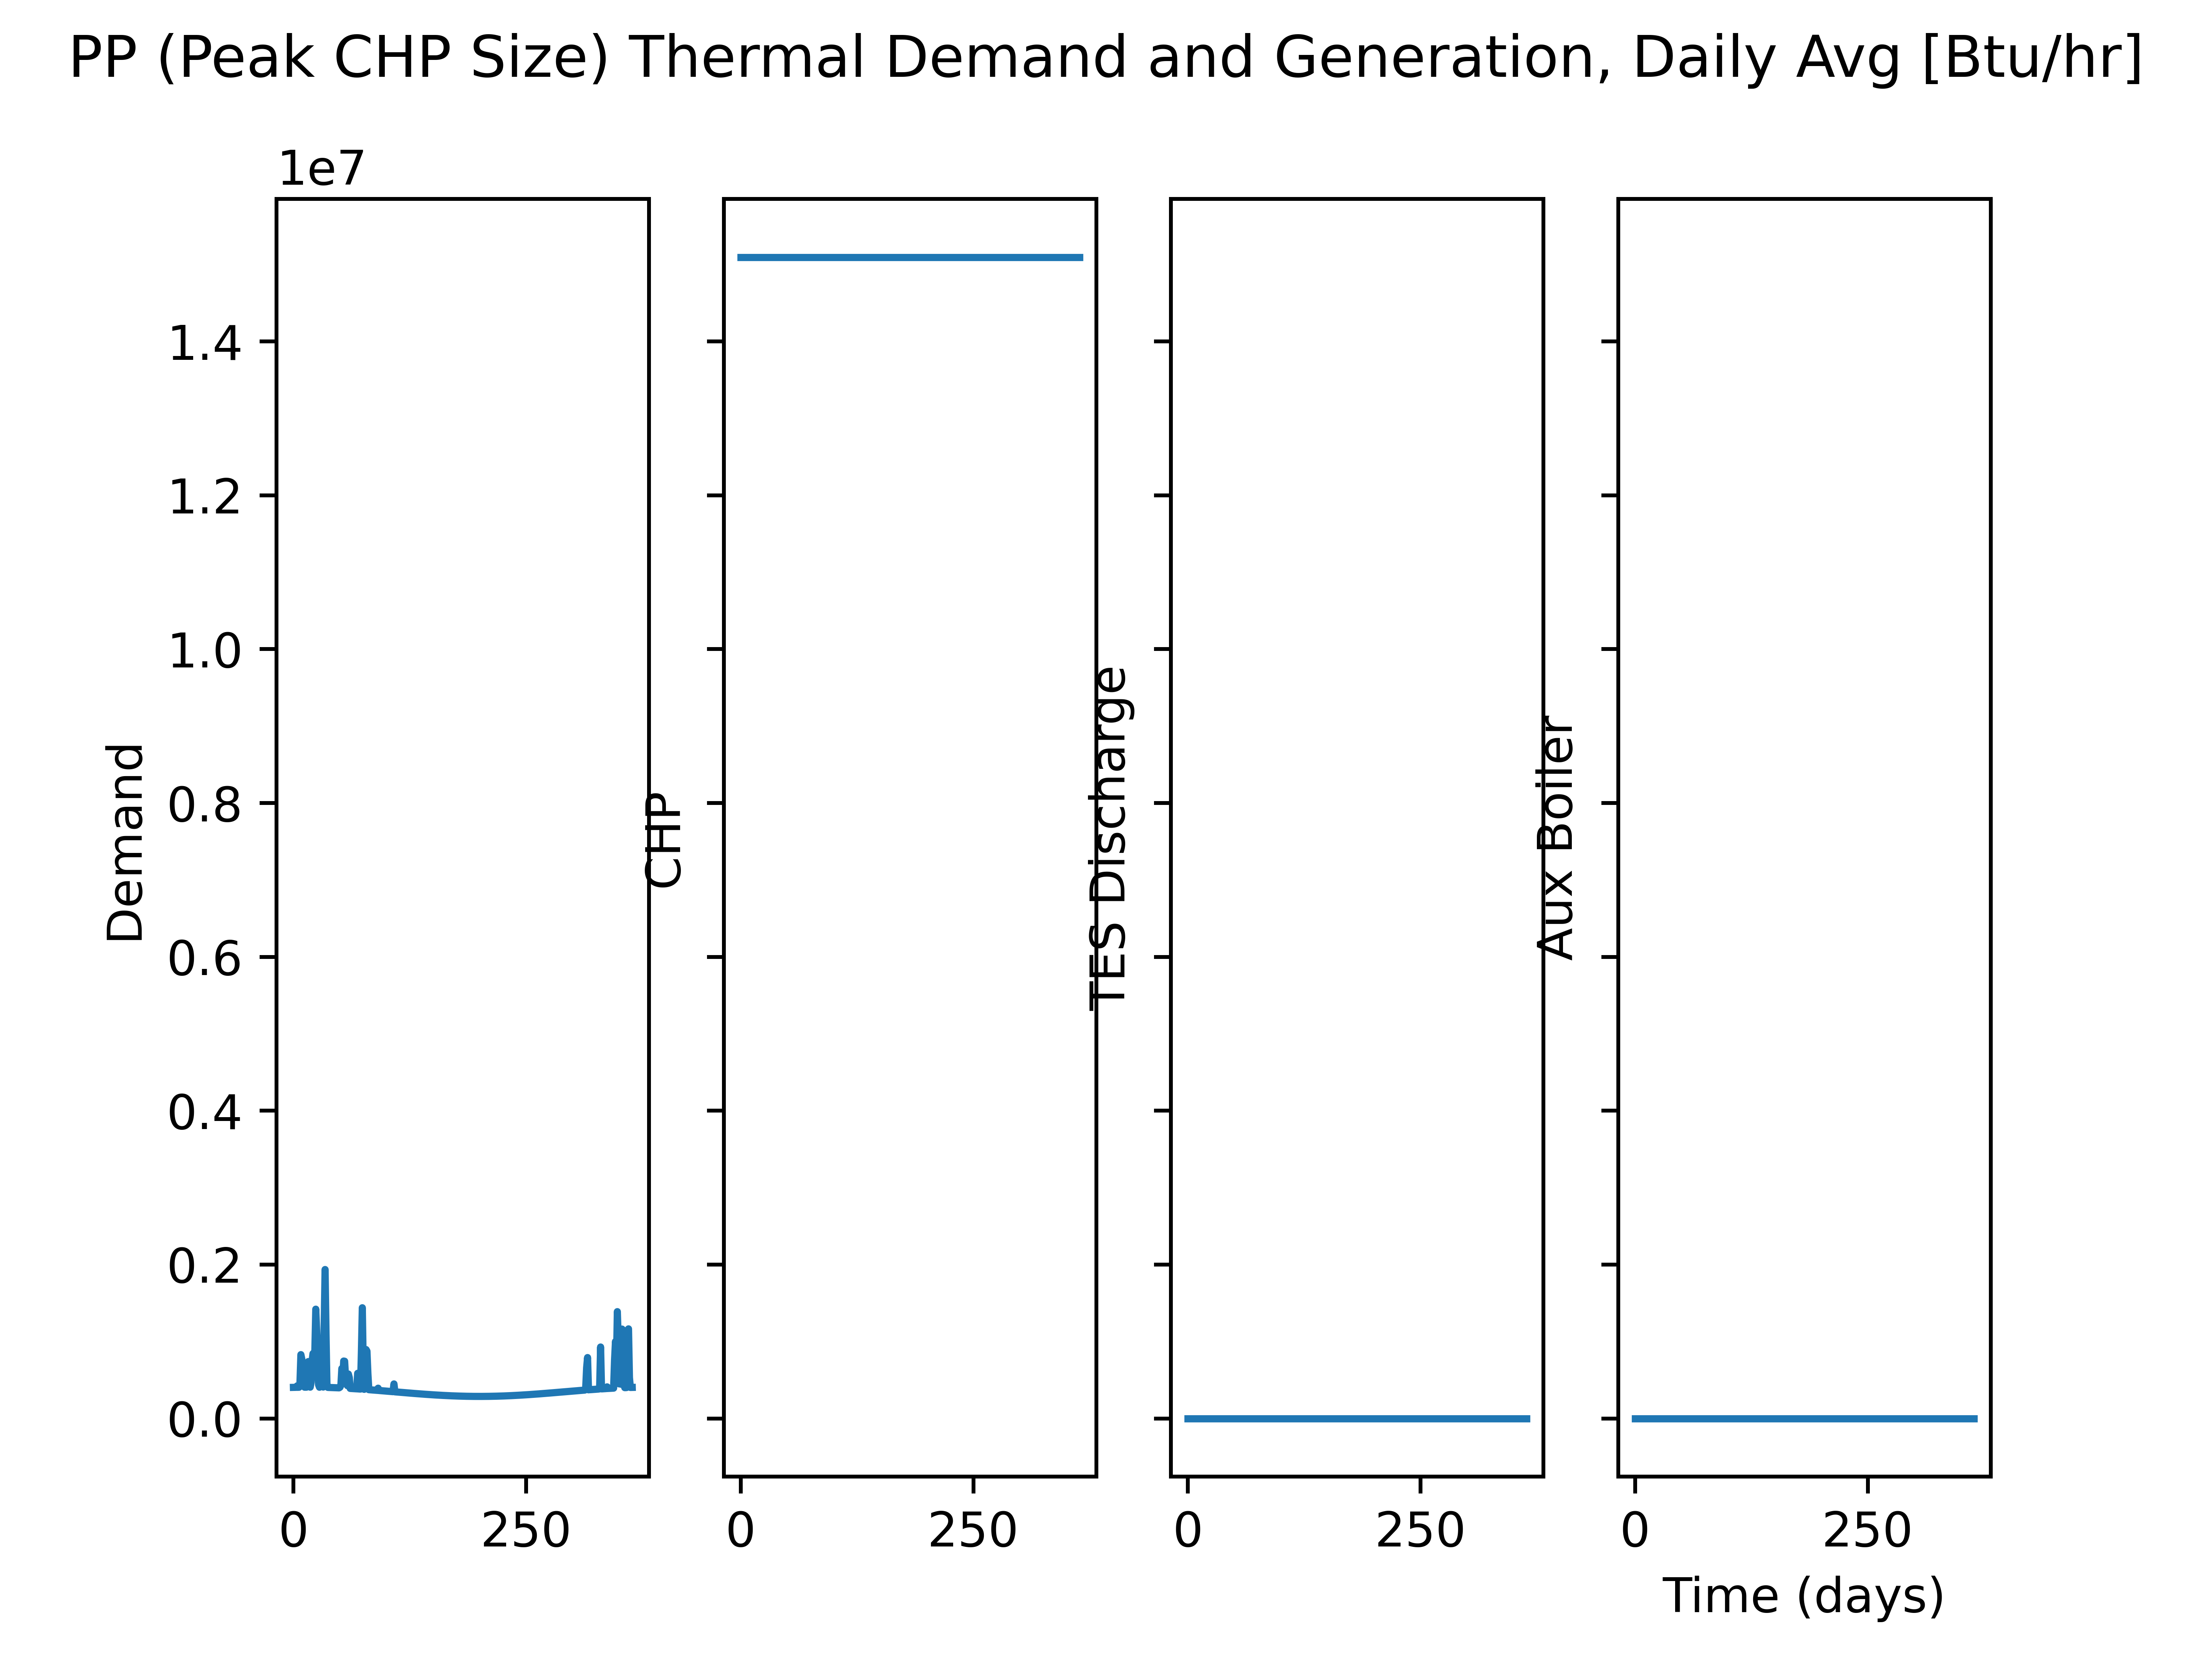 PP (Peak CHP Size) Thermal Demand and Generation, Daily Avg [Btu/hr]
1e7
1.4
1.2
1.0
0.8
0.6
0.4
0.2
0.0
Demand
CHP
TES Discharge
Aux Boiler
0 250 0 250 0 250 0 250
Time (days)